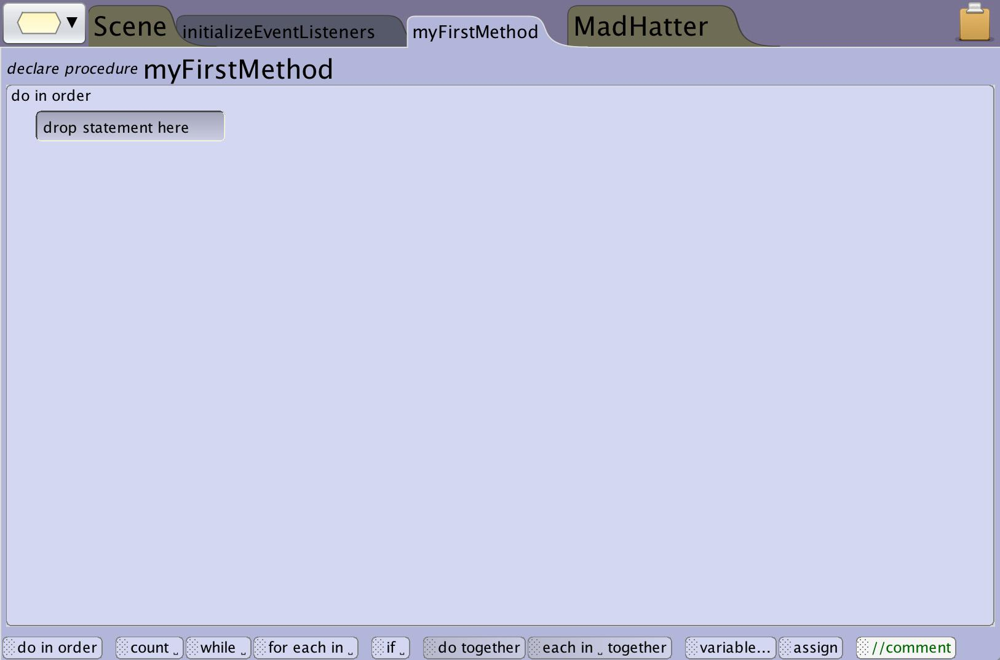 Scene initializeEventListeners myFirstMethod MadHatter
declare procedure myFirstMethod
do in order
drop statement here
do in order count ␣ while ␣ for each in ␣ if ␣ do together each in ␣ together variable... assign //comment